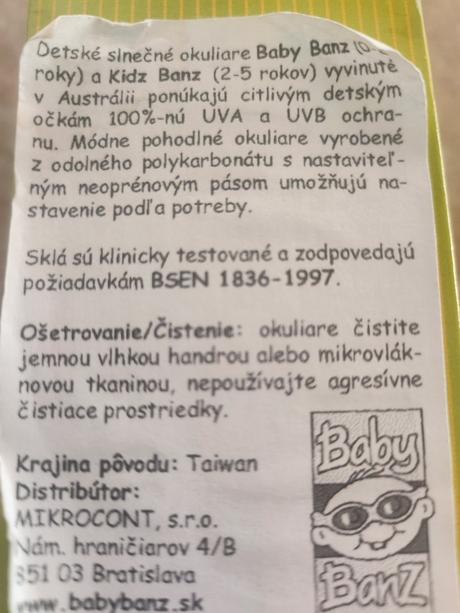 Detské slnečné okuliare Baby Banz
roky) a Kidz Banz (2-5 rokov) vyvinuté
v Austrálii ponúkajú citlivým detským
očkám 100%-nú UVA a UVB ochra-
nu. Módne pohodlné okuliare vyrobené
z odolného polykarbonátu s nastaviteľ-
ným neoprénovým pásom umožňujú na-
stavenie podľa potreby.
Sklá sú klinicky testované a zodpovedajú
požiadavkám BSEN 1836-1997.
Ošetrovanie/Čistenie: okuliare čistite
jemnou vlhkou handrou alebo mikrovlák-
novou tkaninou, nepoužívajte agresívne
čistiace prostriedky.
Krajina pôvodu: Taiwan
Distribútor:
MIKROCONT, s.r.o.
Nám. hraničiarov 4/B
851 03 Bratislava
www.babybanz.sk
Baby
BanZ